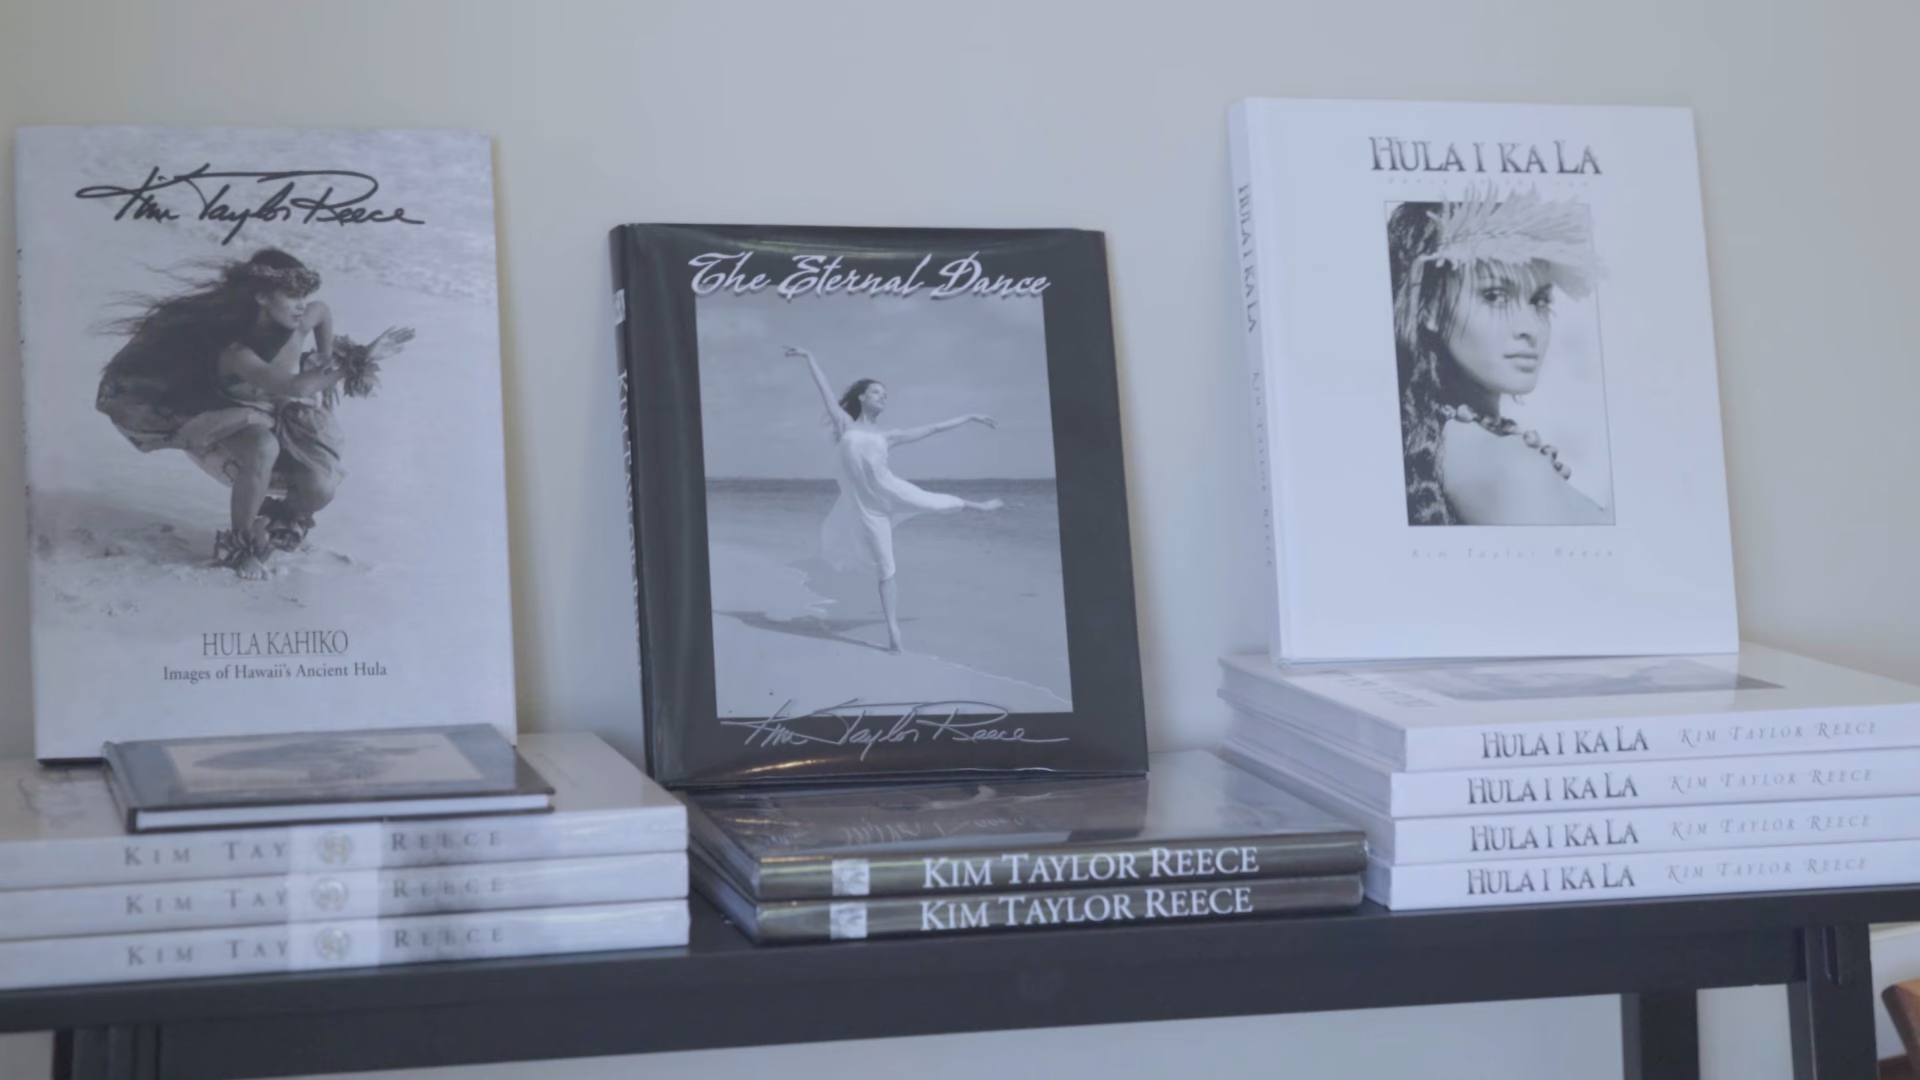 Kim Taylor Reece
HULA KAHIKO
Images of Hawaii's Ancient Hula
KIM TAY REECE
KIM TAY REECE
KIM TAY REECE
The Eternal Dance
Kim Taylor Reece
KIM TAYLOR REECE
KIM TAYLOR REECE
HULA I KA LA
Kim Taylor Reece
HULA I KA LA KIM TAYLOR REECE
HULA I KA LA KIM TAYLOR REECE
HULA I KA LA KIM TAYLOR REECE
HULA I KA LA KIM TAYLOR REECE
HULA I KA LA KIM TAYLOR REECE